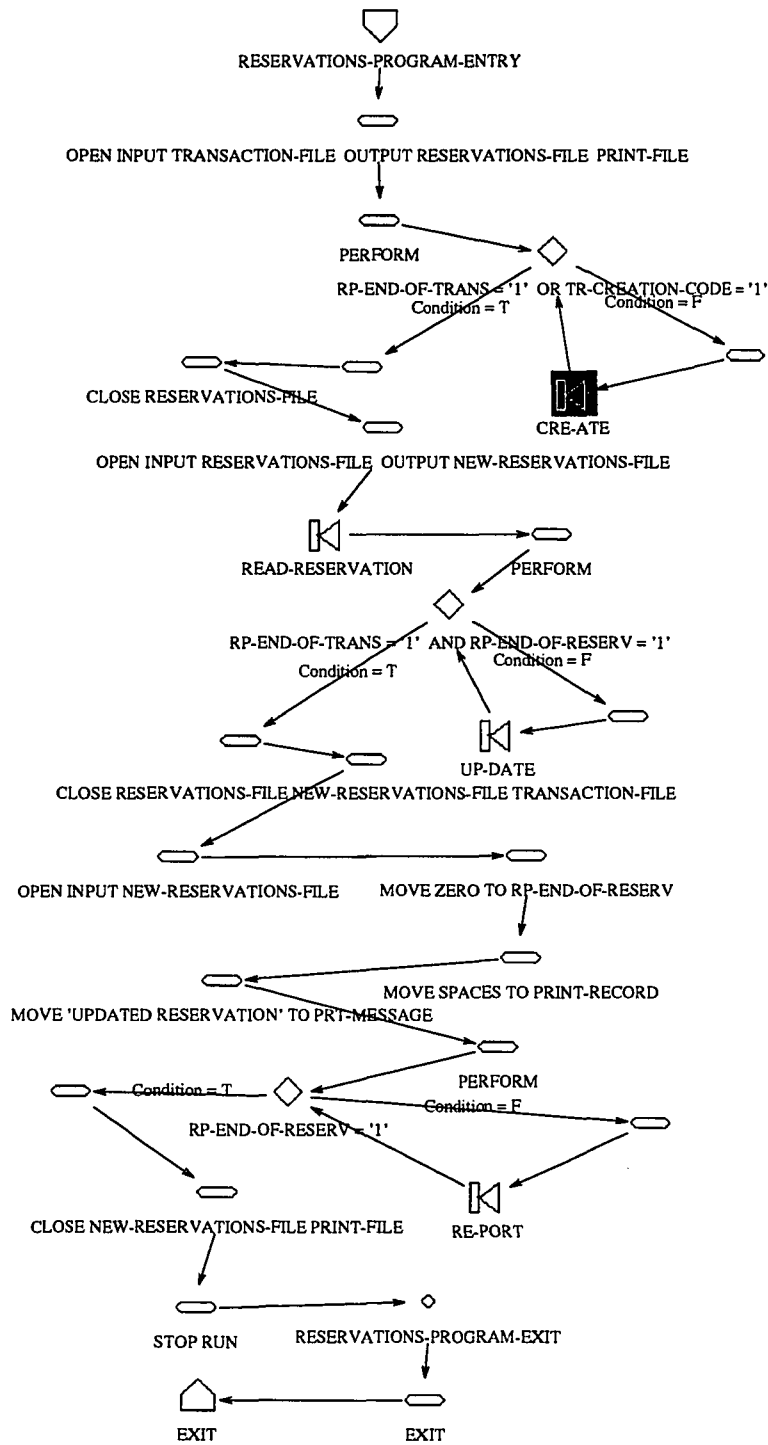 RESERVATIONS-PROGRAM-ENTRY
OPEN INPUT TRANSACTION-FILE OUTPUT RESERVATIONS-FILE PRINT-FILE
PERFORM
RP-END-OF-TRANS = '1' OR TR-CREATION-CODE = '1'
Condition = T
Condition = F
CLOSE RESERVATIONS-FILE
CRE-ATE
OPEN INPUT RESERVATIONS-FILE OUTPUT NEW-RESERVATIONS-FILE
READ-RESERVATION
PERFORM
RP-END-OF-TRANS = '1' AND RP-END-OF-RESERV = '1'
Condition = T
Condition = F
UP-DATE
CLOSE RESERVATIONS-FILE NEW-RESERVATIONS-FILE TRANSACTION-FILE
OPEN INPUT NEW-RESERVATIONS-FILE
MOVE ZERO TO RP-END-OF-RESERV
MOVE SPACES TO PRINT-RECORD
MOVE 'UPDATED RESERVATION' TO PRT-MESSAGE
PERFORM
Condition = T
Condition = F
RP-END-OF-RESERV = '1'
RE-PORT
CLOSE NEW-RESERVATIONS-FILE PRINT-FILE
STOP RUN
RESERVATIONS-PROGRAM-EXIT
EXIT
EXIT